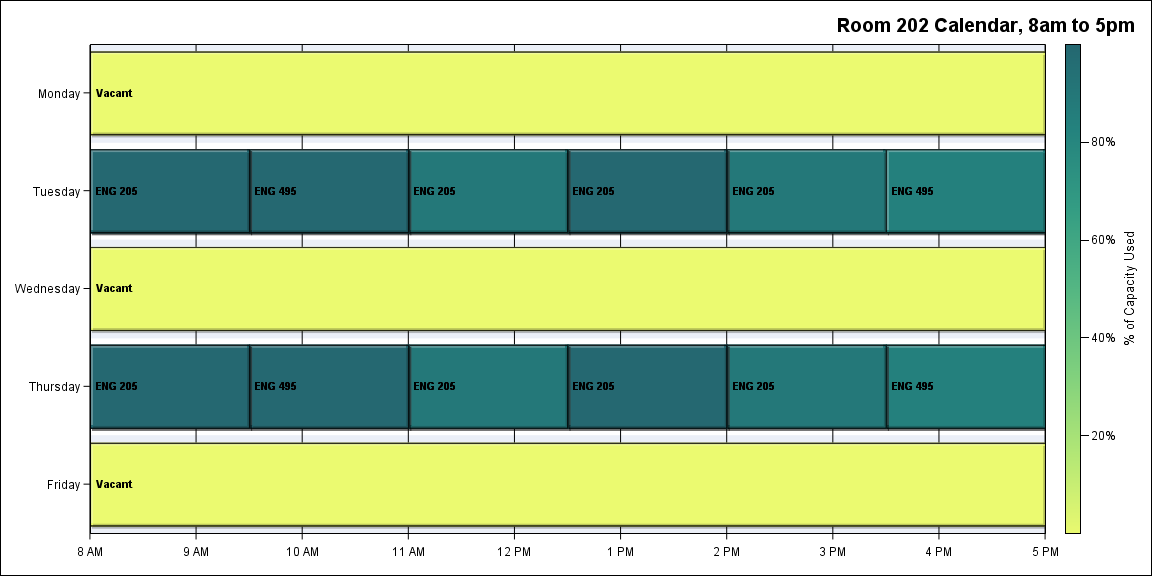 Room 202 Calendar, 8am to 5pm
Monday
Vacant
Tuesday
ENG 205
ENG 495
ENG 205
ENG 205
ENG 205
ENG 495
Wednesday
Vacant
Thursday
ENG 205
ENG 495
ENG 205
ENG 205
ENG 205
ENG 495
Friday
Vacant
8 AM
9 AM
10 AM
11 AM
12 PM
1 PM
2 PM
3 PM
4 PM
5 PM
80%
60%
40%
20%
% of Capacity Used